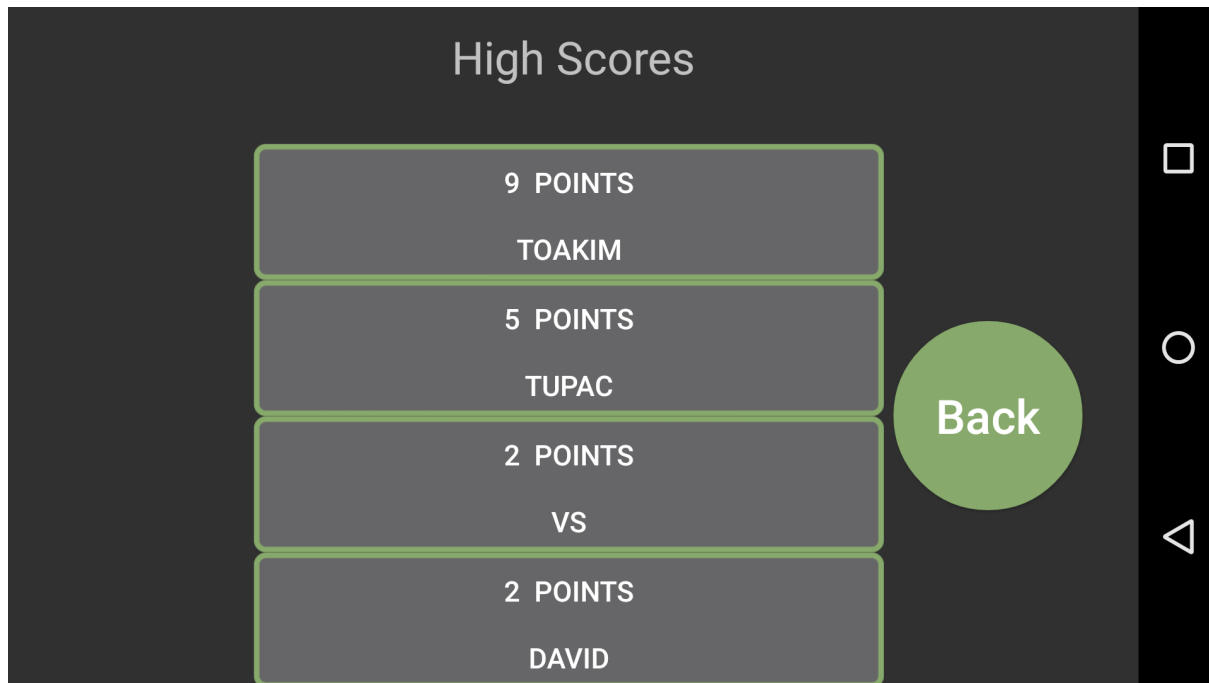 High Scores
9 POINTS
TOAKIM
5 POINTS
TUPAC
2 POINTS
VS
2 POINTS
DAVID
Back